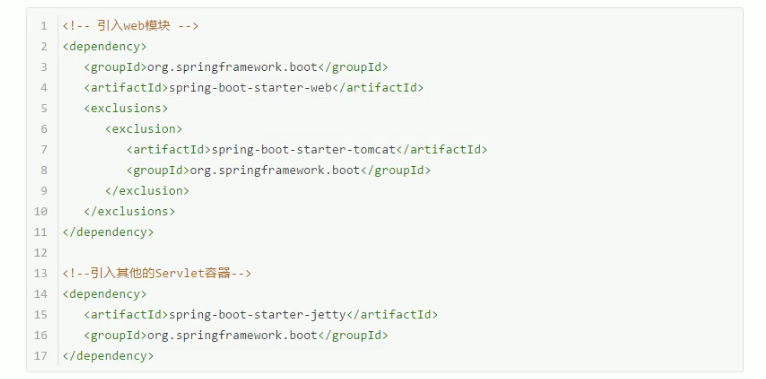 1 <!-- 引入web模块 -->
2 <dependency>
3    <groupId>org.springframework.boot</groupId>
4    <artifactId>spring-boot-starter-web</artifactId>
5    <exclusions>
6       <exclusion>
7          <artifactId>spring-boot-starter-tomcat</artifactId>
8          <groupId>org.springframework.boot</groupId>
9       </exclusion>
10    </exclusions>
11 </dependency>
12
13 <!--引入其他的Servlet容器-->
14 <dependency>
15    <artifactId>spring-boot-starter-jetty</artifactId>
16    <groupId>org.springframework.boot</groupId>
17 </dependency>